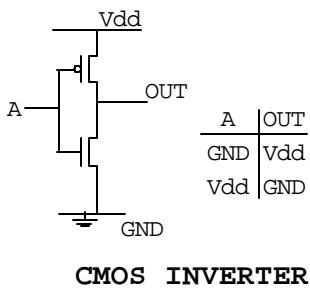 Vdd
OUT
A
A OUT
GND Vdd
Vdd GND
GND
CMOS INVERTER